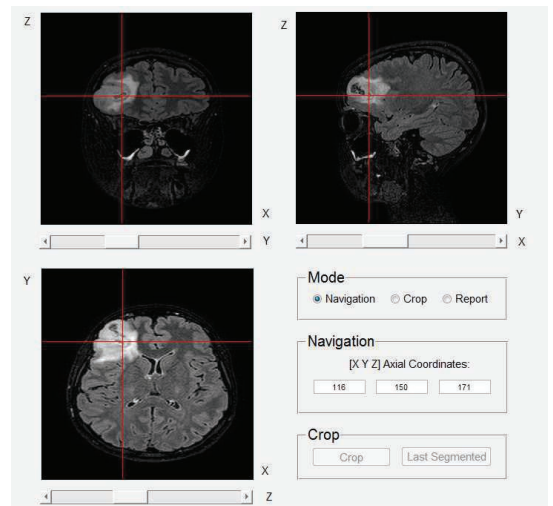 Z
Z
X
Y
Y
X
Y
Mode
Navigation Crop Report
Navigation
[X Y Z] Axial Coordinates:
116 150 171
Crop
Crop Last Segmented
X
Z